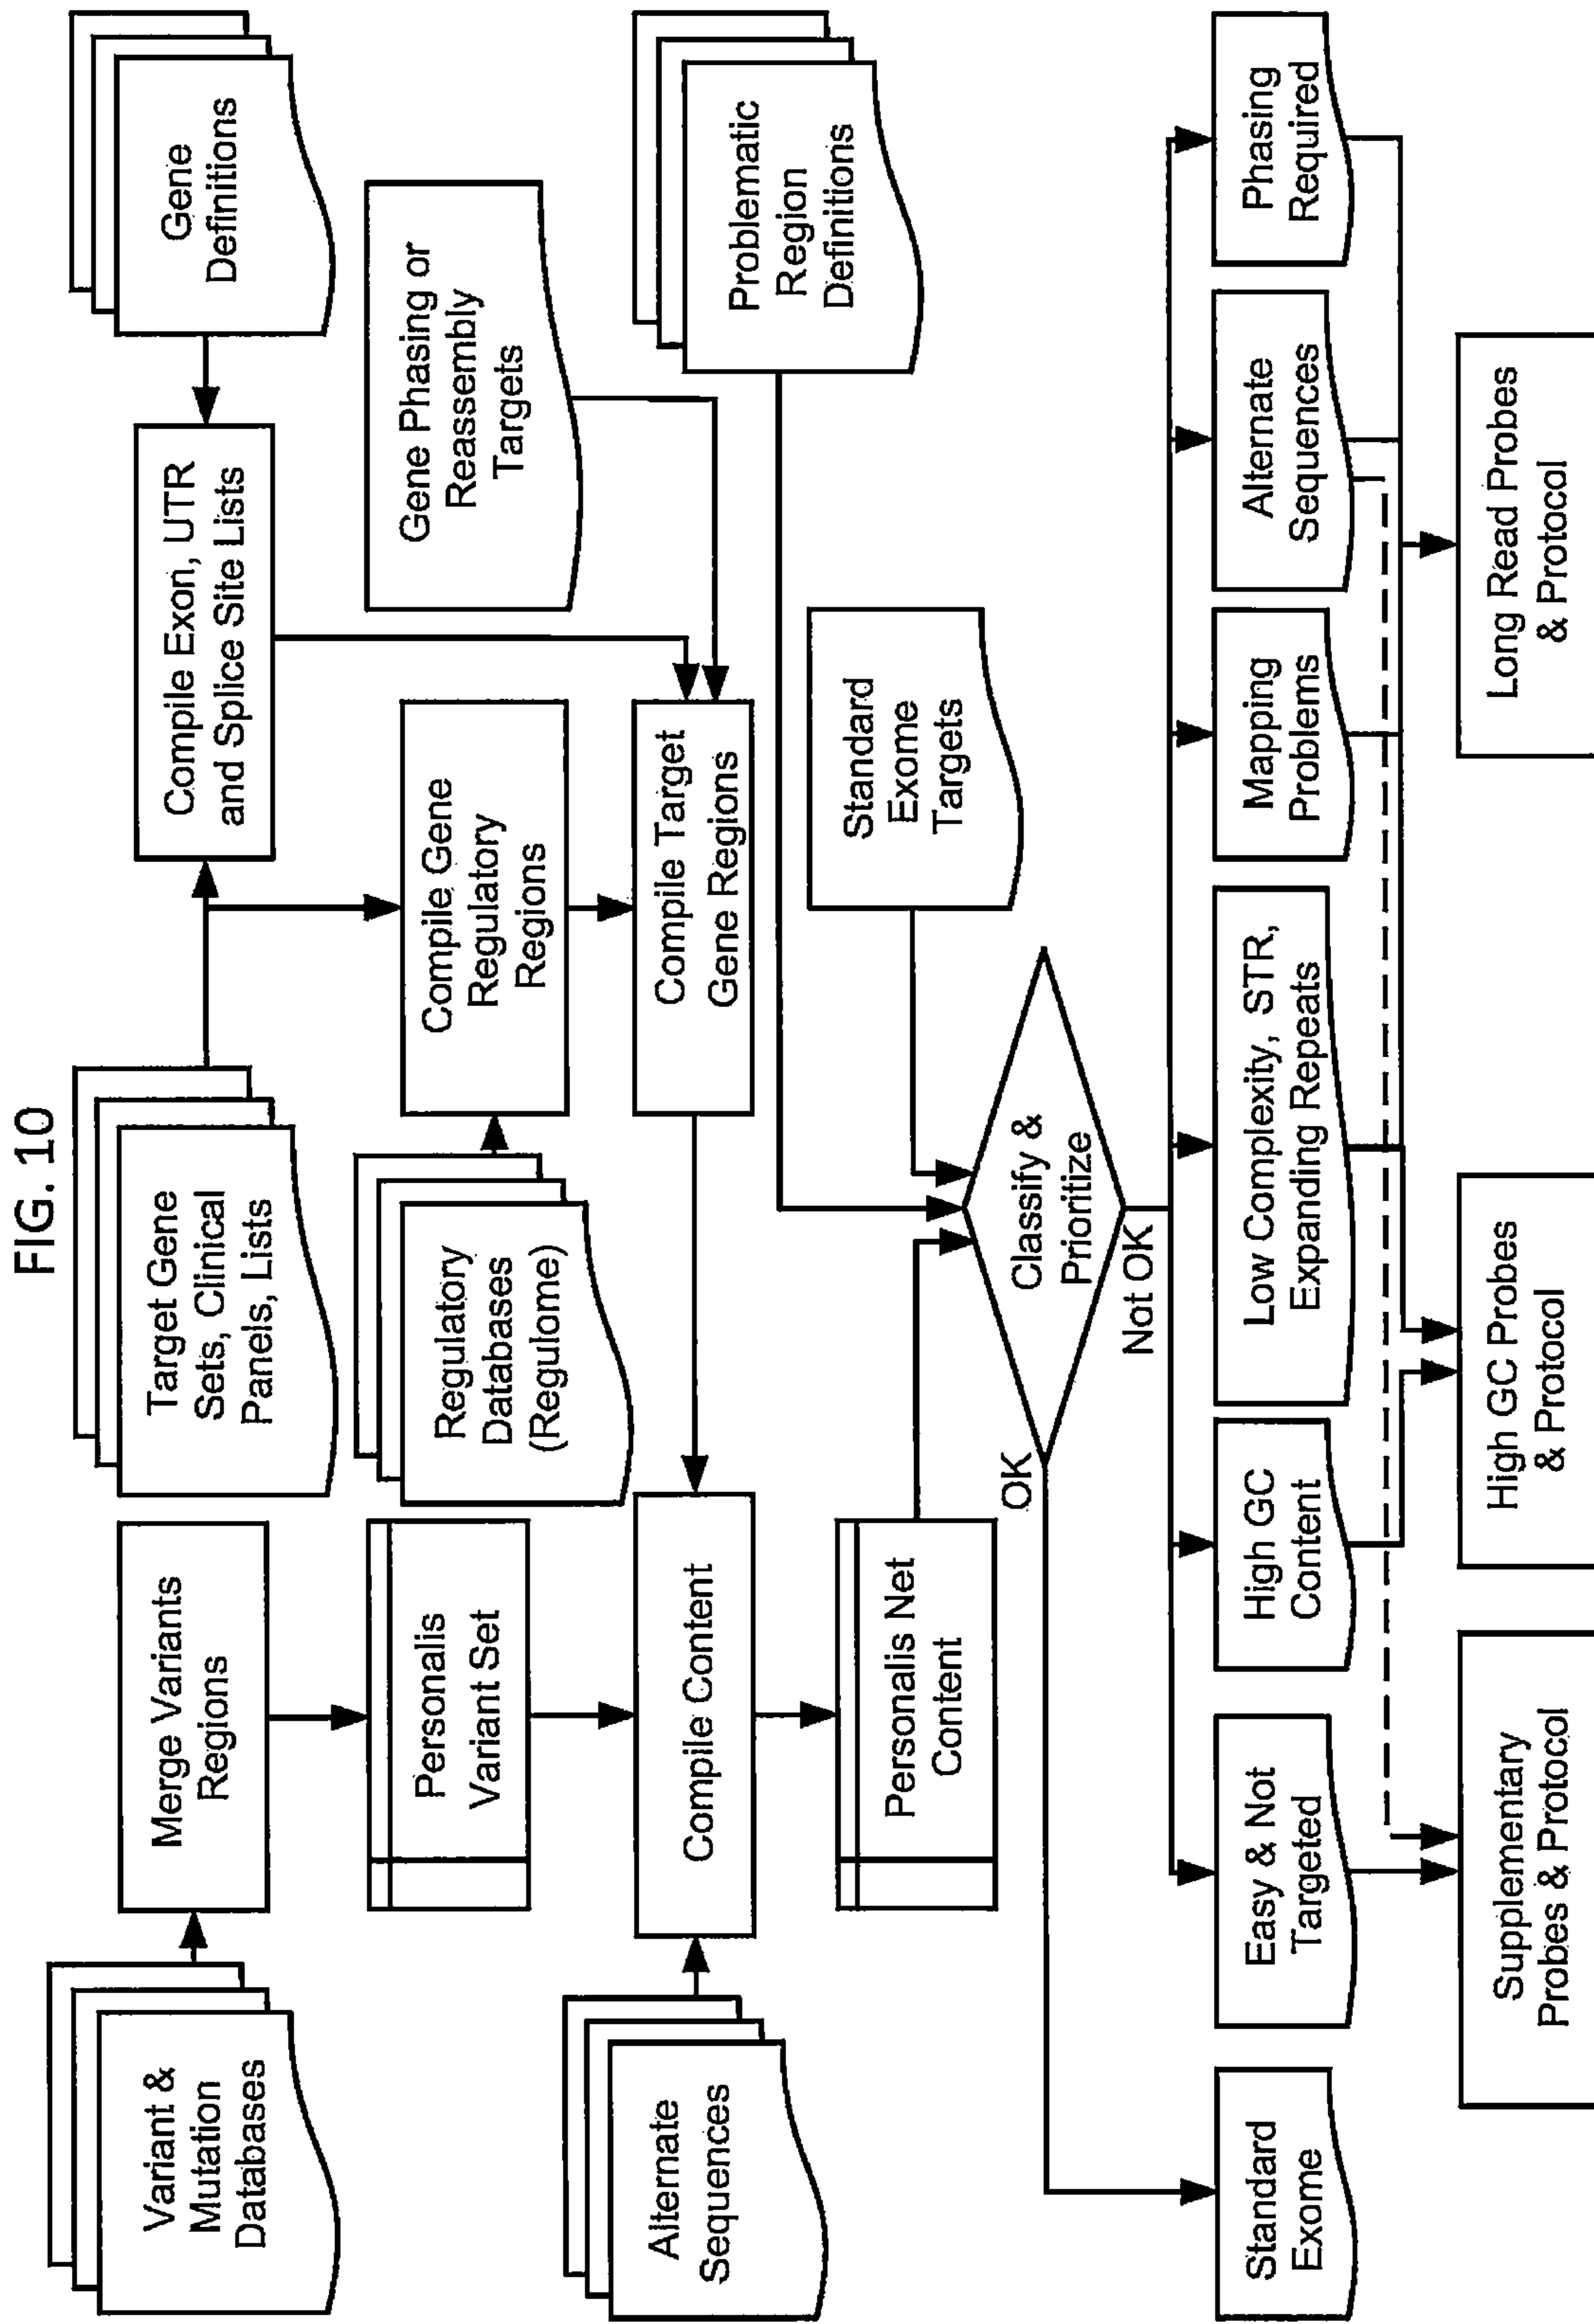 FIG. 10
Variant &
Mutation
Databases
Merge Variants
Regions
Target Gene
Sets, Clinical
Panels, Lists
Compile Exon, UTR
and Splice Site Lists
Gene
Definitions
Personalis
Variant Set
Regulatory
Databases
(Regulome)
Compile Gene
Regulatory
Regions
Gene Phasing or
Reassembly
Targets
Alternate
Sequences
Compile Content
Compile Target
Gene Regions
Problematic
Region
Definitions
Personalis Net
Content
Standard
Exome
Targets
Classify &
Prioritize
OK
Not OK
Standard
Exome
Easy & Not
Targeted
High GC
Content
Low Complexity, STR,
Expanding Repeats
Mapping
Problems
Alternate
Sequences
Phasing
Required
Supplementary
Probes & Protocol
High GC Probes
& Protocol
Long Read Probes
& Protocol